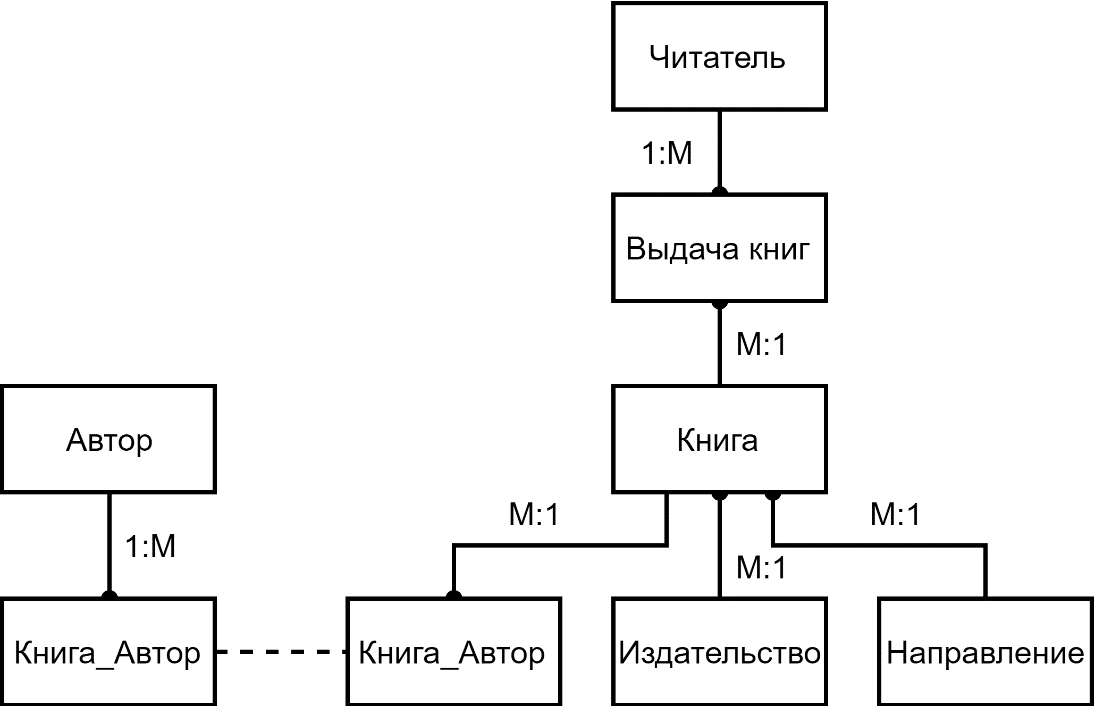 Читатель
1:М
Выдача книг
М:1
Автор
Книга
М:1
М:1
1:М
М:1
Книга_Автор
Книга_Автор
Издательство
Направление